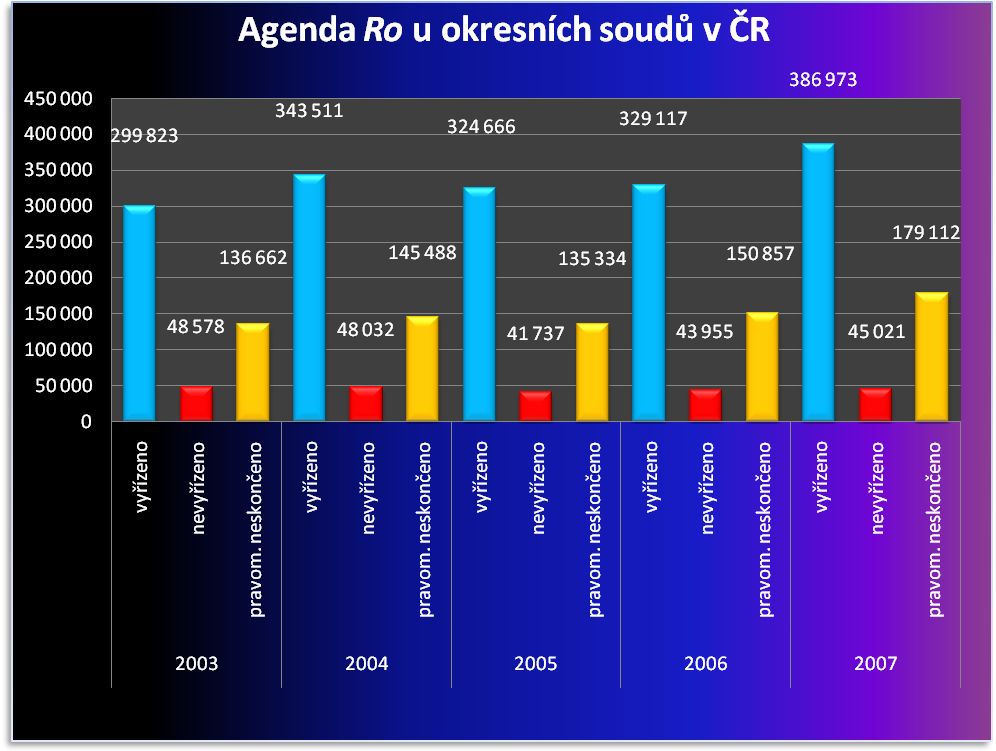 Agenda Ro u okresních soudů v ČR
450 000
400 000
350 000
300 000
250 000
200 000
150 000
100 000
50 000
0
299 823
48 578
136 662
343 511
48 032
145 488
324 666
41 737
135 334
329 117
43 955
150 857
386 973
45 021
179 112
vyřízeno
nevyřízeno
pravom. neskončeno
vyřízeno
nevyřízeno
pravom. neskončeno
vyřízeno
nevyřízeno
pravom. neskončeno
vyřízeno
nevyřízeno
pravom. neskončeno
vyřízeno
nevyřízeno
pravom. neskončeno
2003
2004
2005
2006
2007